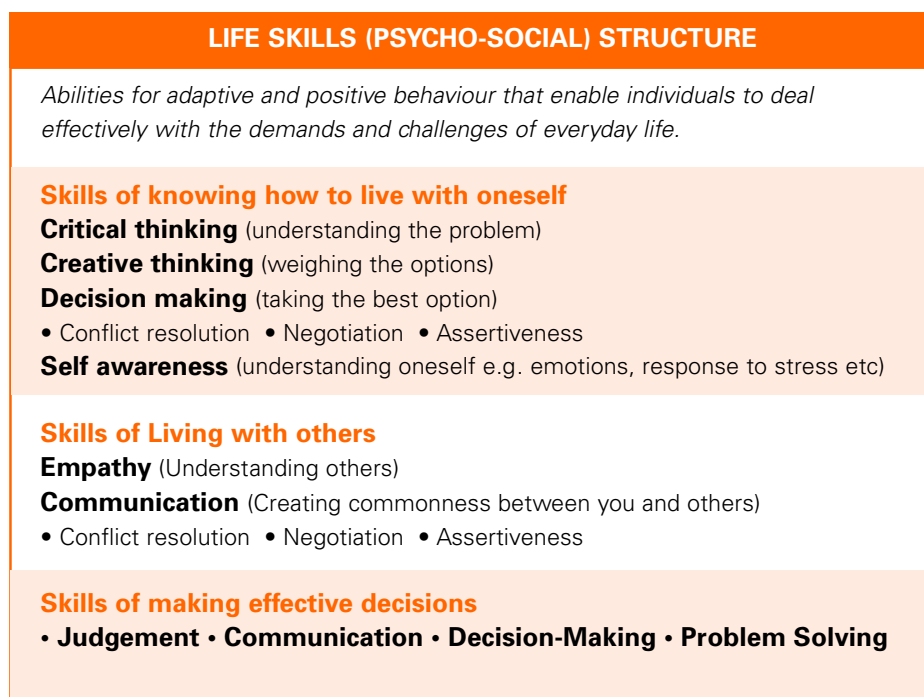 LIFE SKILLS (PSYCHO-SOCIAL) STRUCTURE
Abilities for adaptive and positive behaviour that enable individuals to deal
effectively with the demands and challenges of everyday life.
Skills of knowing how to live with oneself
Critical thinking (understanding the problem)
Creative thinking (weighing the options)
Decision making (taking the best option)
• Conflict resolution • Negotiation • Assertiveness
Self awareness (understanding oneself e.g. emotions, response to stress etc)
Skills of Living with others
Empathy (Understanding others)
Communication (Creating commonness between you and others)
• Conflict resolution • Negotiation • Assertiveness
Skills of making effective decisions
• Judgement • Communication • Decision-Making • Problem Solving